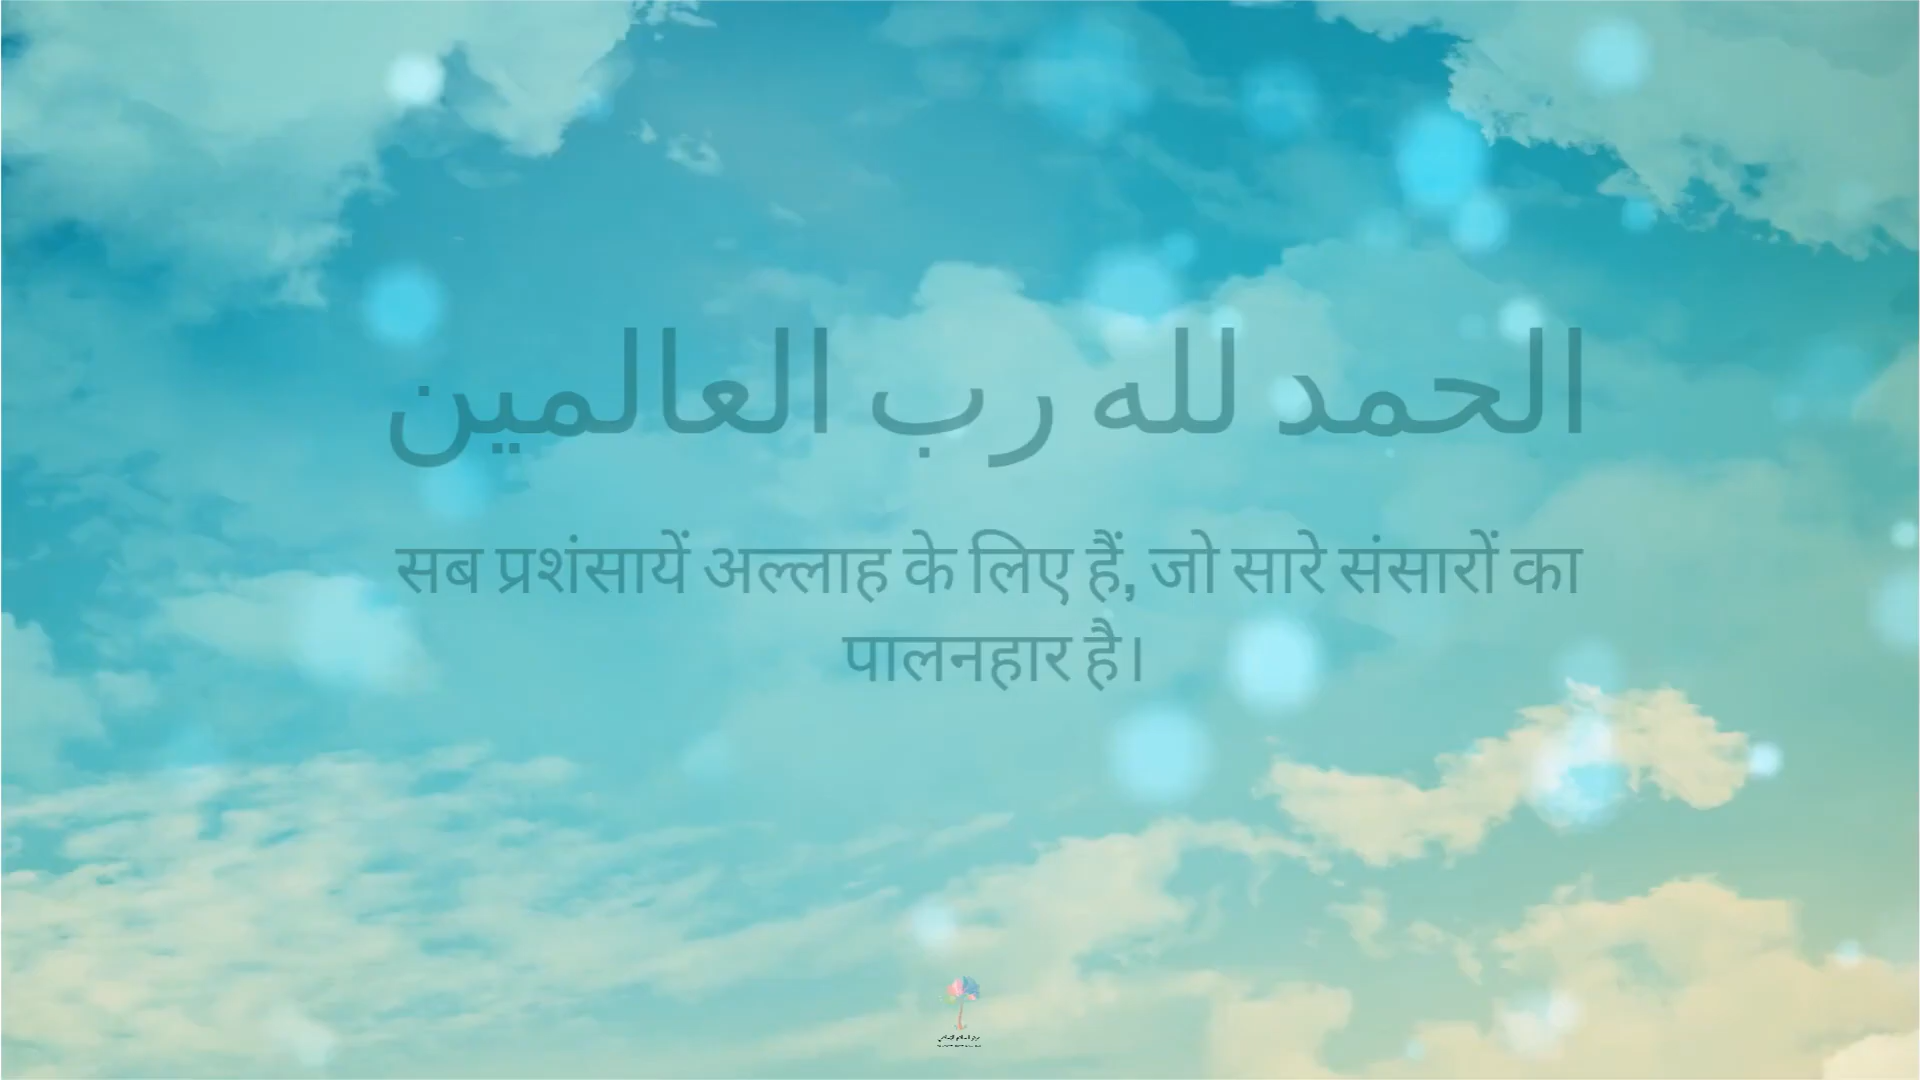 الحمد لله رب العالمين
सब प्रशंसायें अल्लाह के लिए हैं, जो सारे संसारों का
पालनहार है।